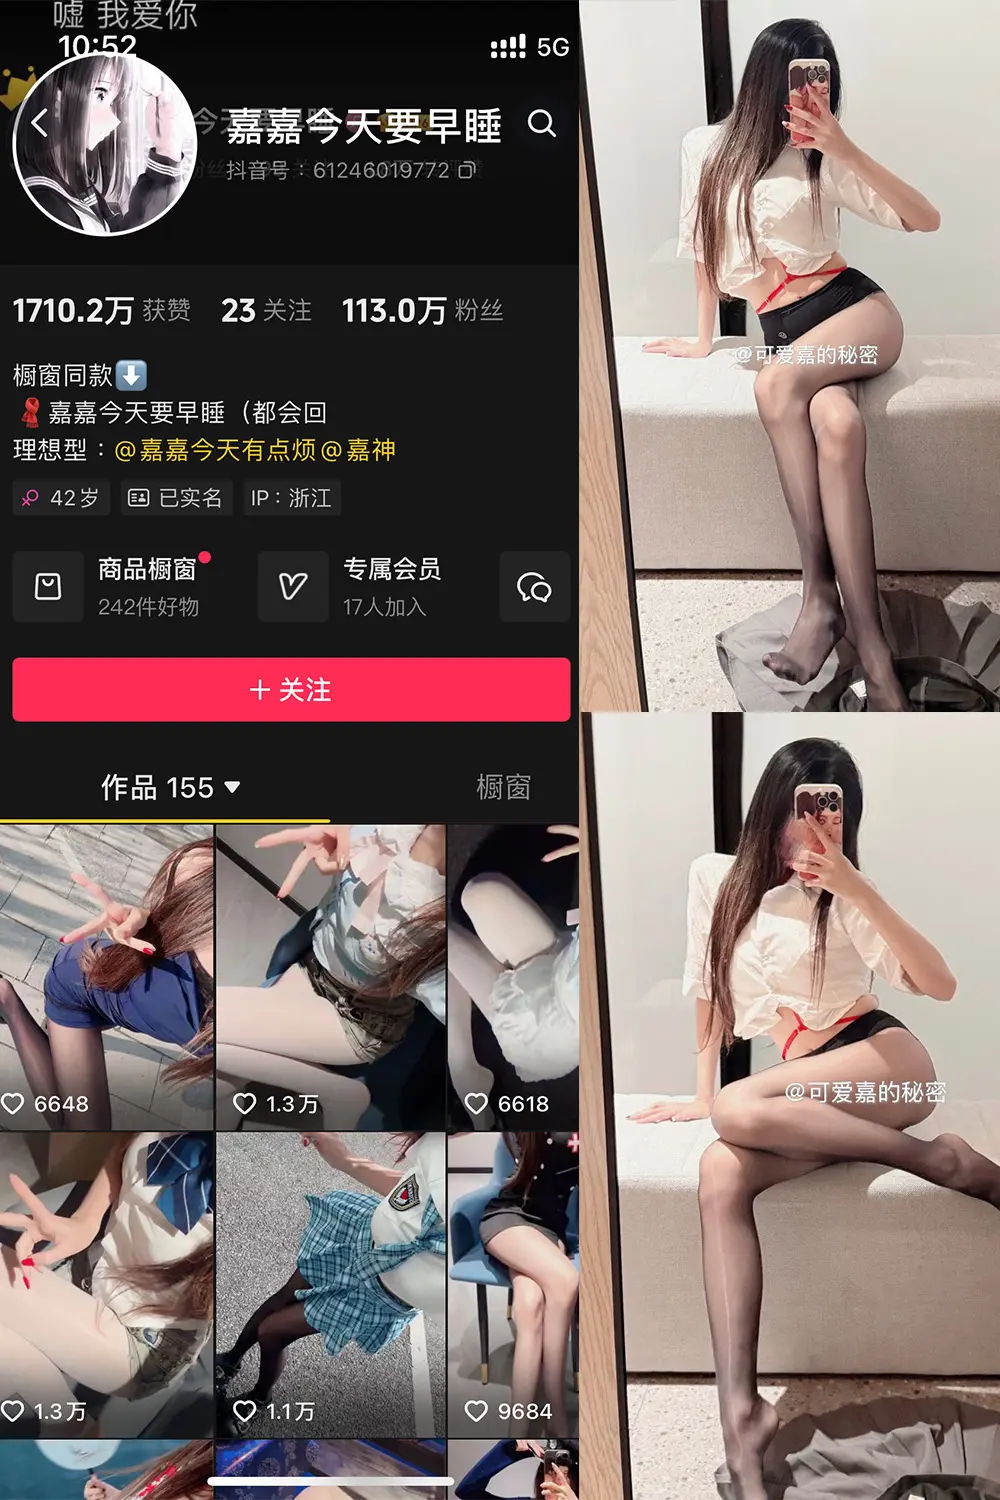 嘘 我爱你
10:52
5G
嘉嘉今天要早睡
抖音号：61246019772
1710.2万 获赞 23 关注 113.0万 粉丝
橱窗同款⬇️
🧣嘉嘉今天要早睡（都会回
理想型：@嘉嘉今天有点烦@嘉神
42岁 已实名 IP：浙江
商品橱窗 专属会员
242件好物 17人加入
＋关注
作品 155 橱窗
6648 1.3万 6618
1.3万 1.1万 9684
@可爱嘉的秘密
@可爱嘉的秘密